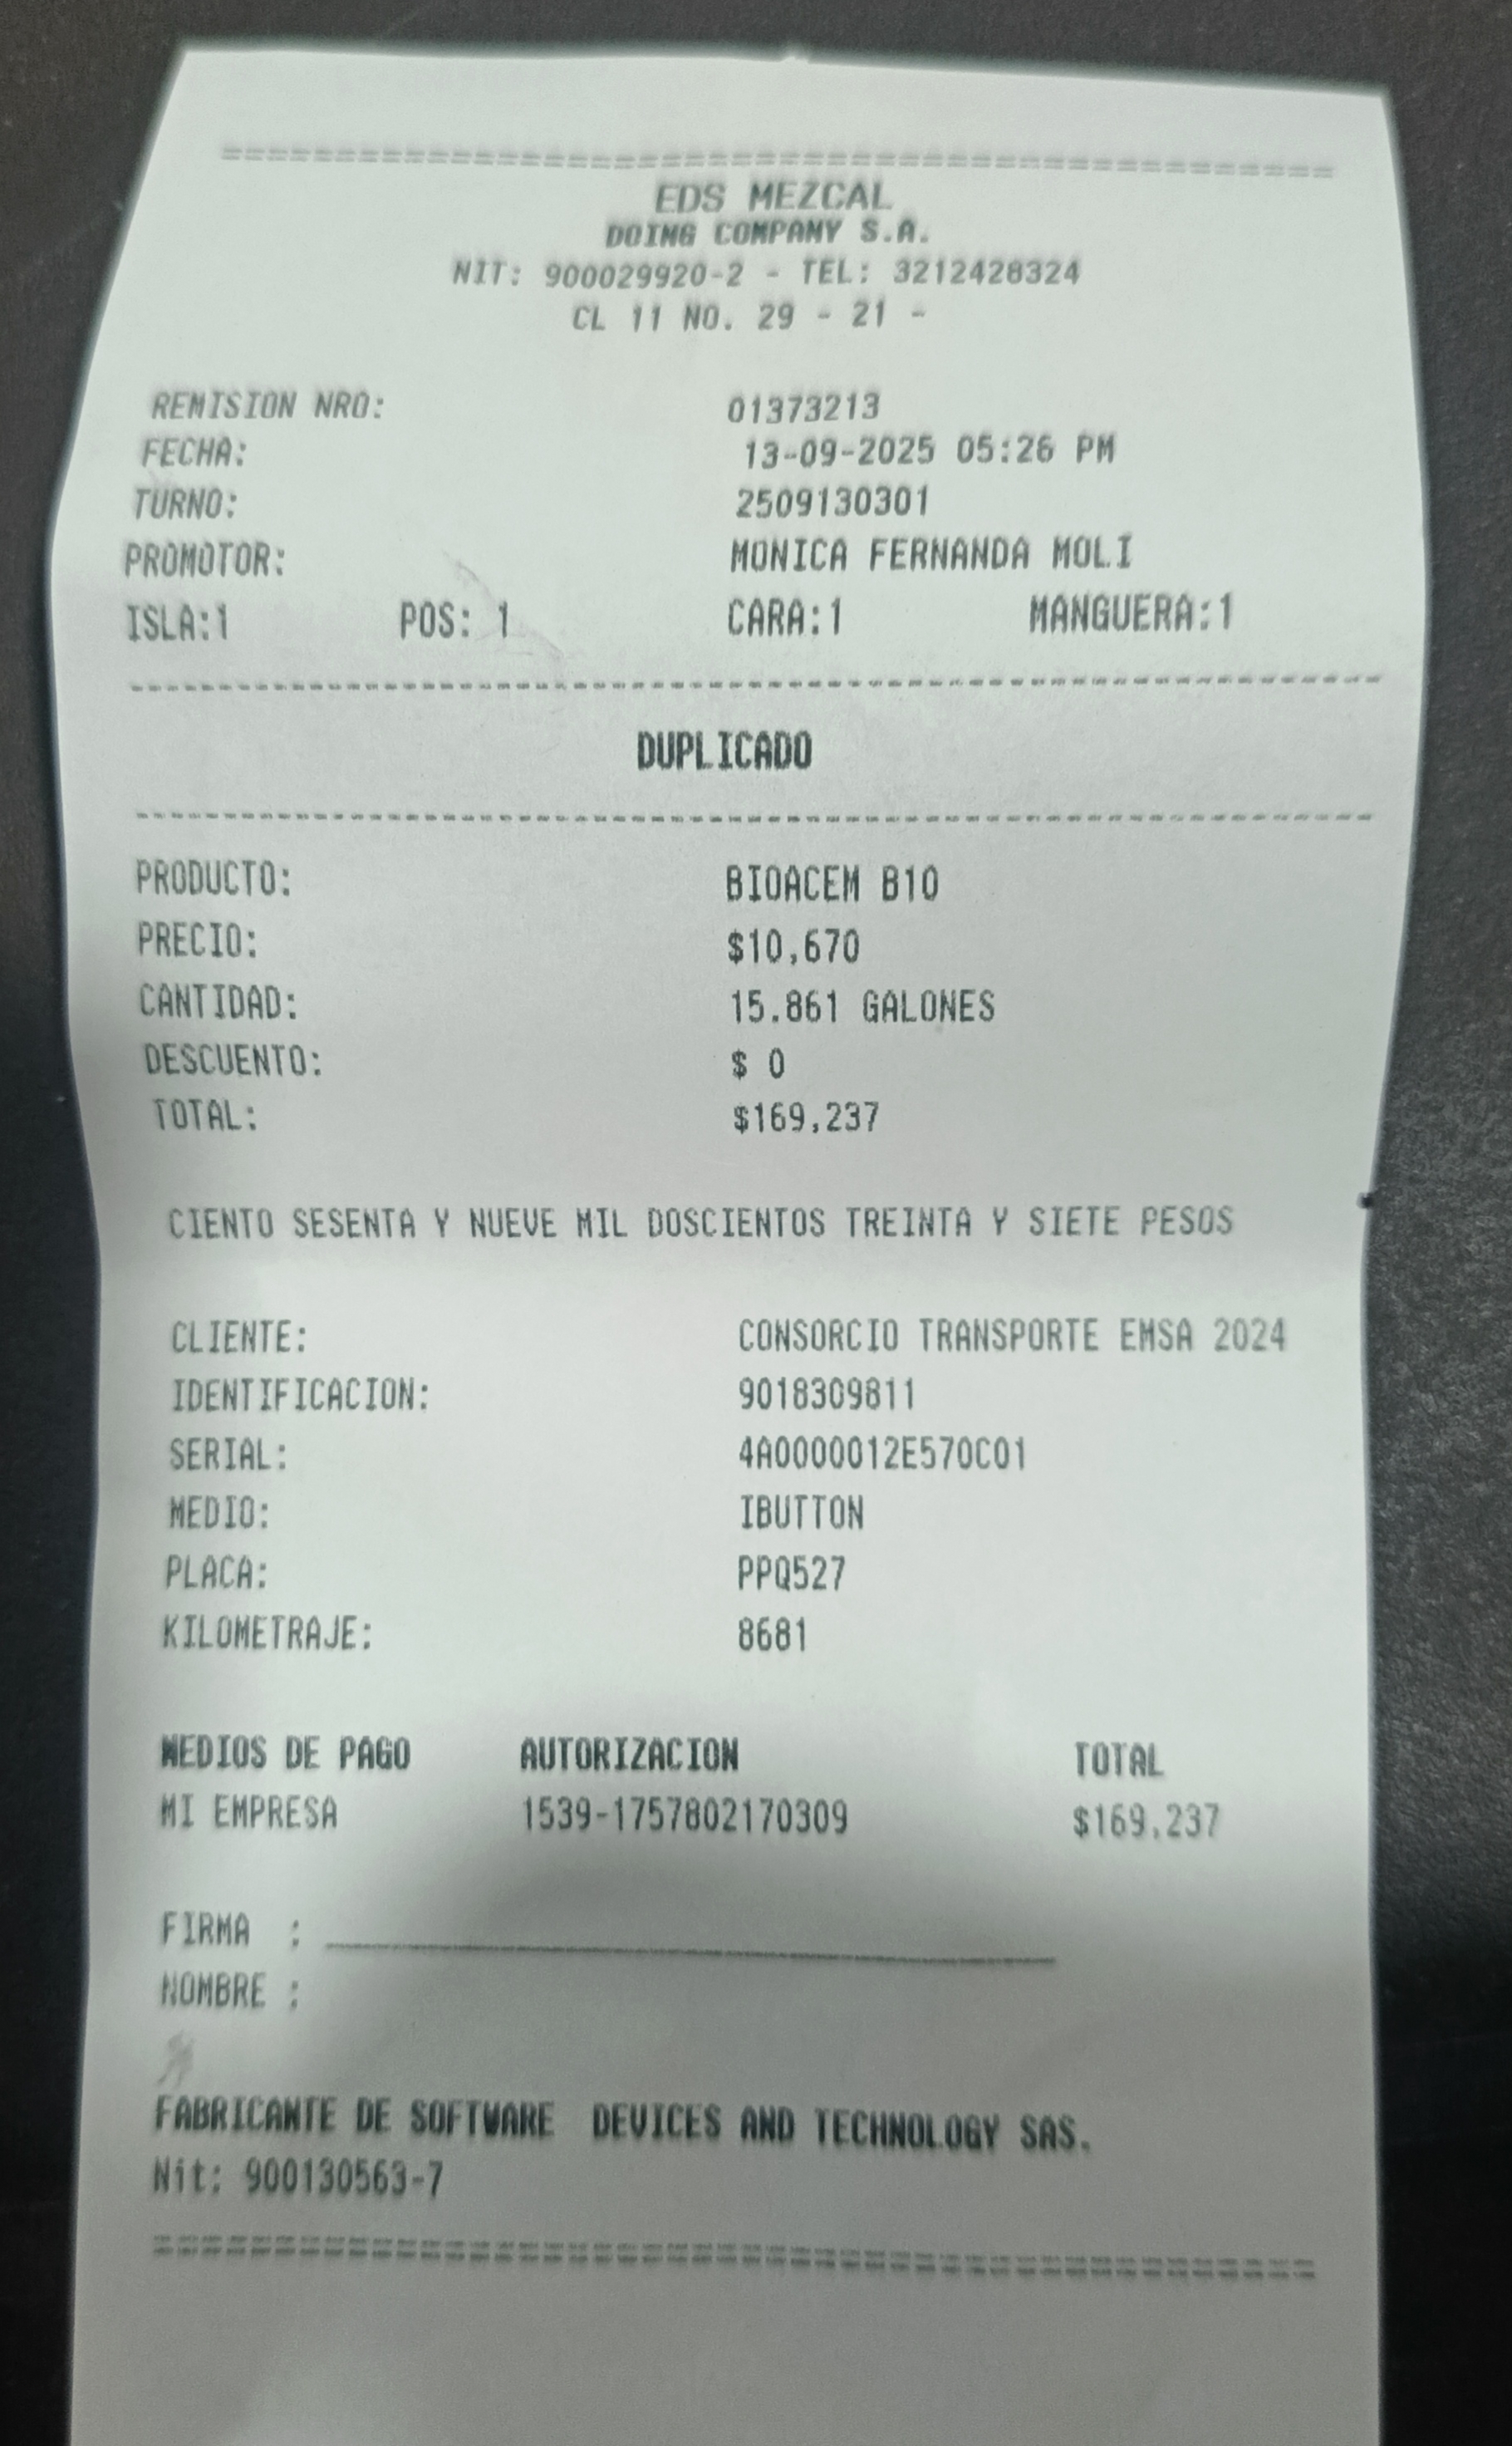 ================================================
EDS MEZCAL
DOING COMPANY S.A.
NIT: 900029920-2 - TEL: 3212428324
CL 11 NO. 29 - 21 -
REMISION NRO: 01373213
FECHA: 13-09-2025 05:26 PM
TURNO: 2509130301
PROMOTOR: MONICA FERNANDA MOLI
ISLA:1 POS: 1 CARA:1 MANGUERA:1
------------------------------------------------
DUPLICADO
------------------------------------------------
PRODUCTO: BIOACEM B10
PRECIO: $10,670
CANTIDAD: 15.861 GALONES
DESCUENTO: $ 0
TOTAL: $169,237
CIENTO SESENTA Y NUEVE MIL DOSCIENTOS TREINTA Y SIETE PESOS
CLIENTE: CONSORCIO TRANSPORTE EMSA 2024
IDENTIFICACION: 9018309811
SERIAL: 4A0000012E570C01
MEDIO: IBUTTON
PLACA: PPQ527
KILOMETRAJE: 8681
MEDIOS DE PAGO AUTORIZACION TOTAL
MI EMPRESA 1539-1757802170309 $169,237
FIRMA : ______________________________
NOMBRE :
FABRICANTE DE SOFTWARE DEVICES AND TECHNOLOGY SAS.
Nit: 900130563-7
================================================